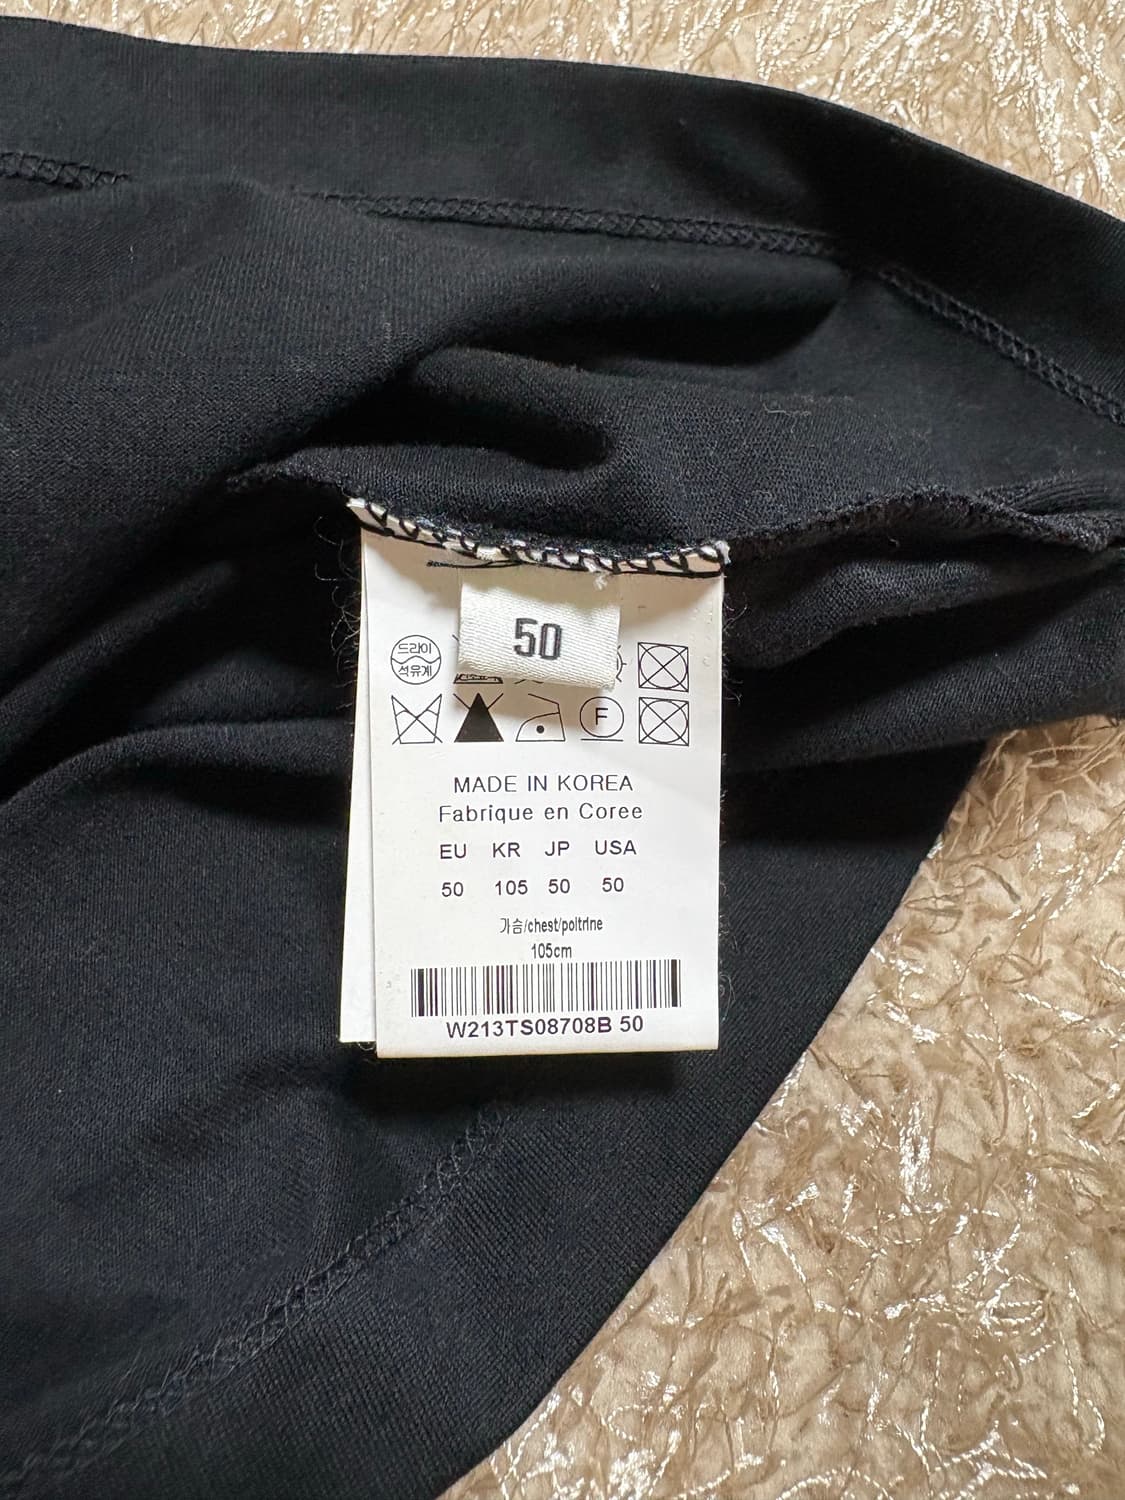 50
드라이
석유계
F
MADE IN KOREA
Fabrique en Coree
EU KR JP USA
50 105 50 50
가슴/chest/poitrine
105cm
W213TS08708B 50